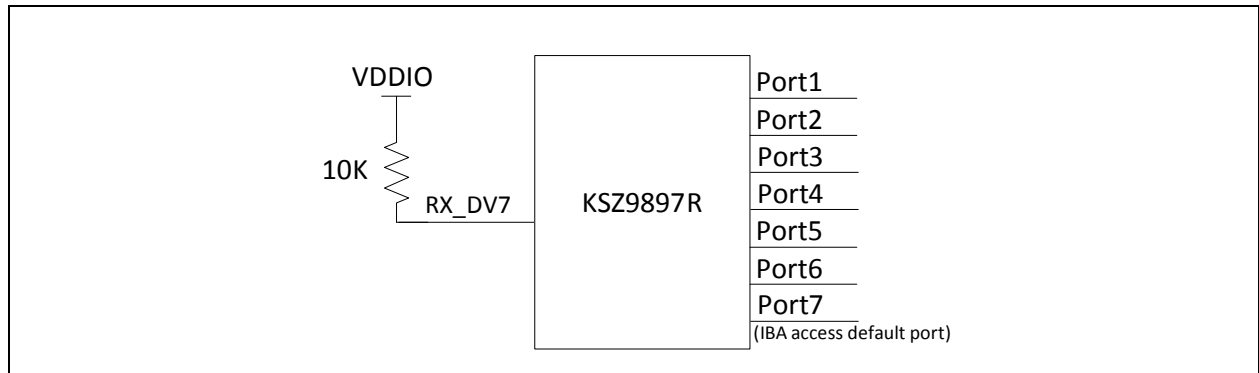 VDDIO
10K
RX_DV7
KSZ9897R
Port1
Port2
Port3
Port4
Port5
Port6
Port7
(IBA access default port)